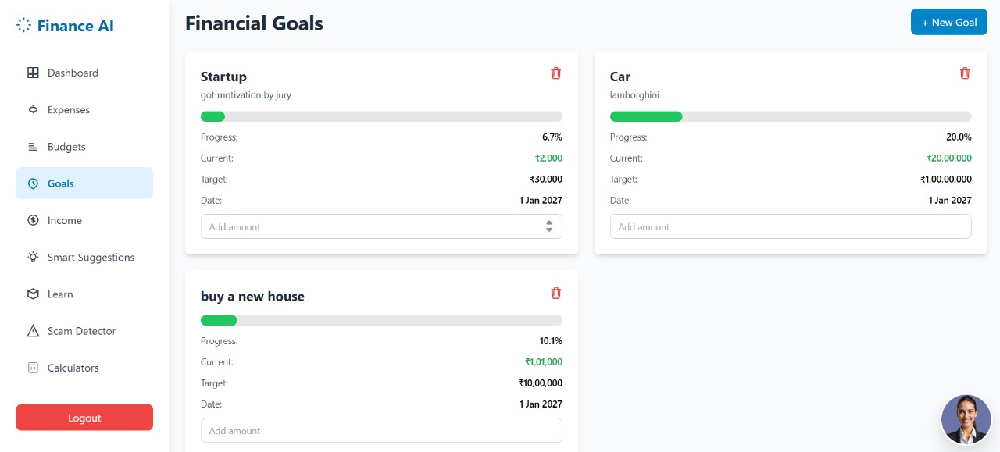 Finance AI
Dashboard
Expenses
Budgets
Goals
Income
Smart Suggestions
Learn
Scam Detector
Calculators
Logout
Financial Goals
+ New Goal
Startup
got motivation by jury
Progress: 6.7%
Current: ₹2,000
Target: ₹30,000
Date: 1 Jan 2027
Add amount
Car
lamborghini
Progress: 20.0%
Current: ₹20,00,000
Target: ₹1,00,00,000
Date: 1 Jan 2027
Add amount
buy a new house
Progress: 10.1%
Current: ₹1,01,000
Target: ₹10,00,000
Date: 1 Jan 2027
Add amount